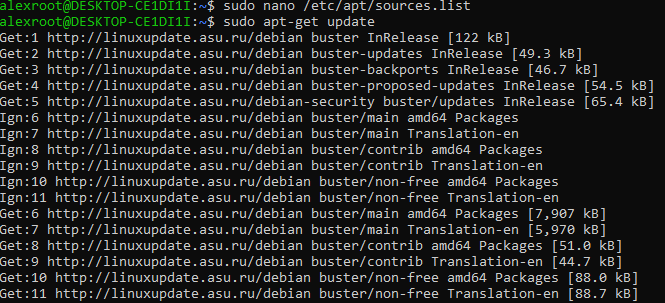 alexroot@DESKTOP-CE1DI1I:~$ sudo nano /etc/apt/sources.list
alexroot@DESKTOP-CE1DI1I:~$ sudo apt-get update
Get:1 http://linuxupdate.asu.ru/debian buster InRelease [122 kB]
Get:2 http://linuxupdate.asu.ru/debian buster-updates InRelease [49.3 kB]
Get:3 http://linuxupdate.asu.ru/debian buster-backports InRelease [46.7 kB]
Get:4 http://linuxupdate.asu.ru/debian buster-proposed-updates InRelease [54.5 kB]
Get:5 http://linuxupdate.asu.ru/debian-security buster/updates InRelease [65.4 kB]
Ign:6 http://linuxupdate.asu.ru/debian buster/main amd64 Packages
Ign:7 http://linuxupdate.asu.ru/debian buster/main Translation-en
Ign:8 http://linuxupdate.asu.ru/debian buster/contrib amd64 Packages
Ign:9 http://linuxupdate.asu.ru/debian buster/contrib Translation-en
Ign:10 http://linuxupdate.asu.ru/debian buster/non-free amd64 Packages
Ign:11 http://linuxupdate.asu.ru/debian buster/non-free Translation-en
Get:6 http://linuxupdate.asu.ru/debian buster/main amd64 Packages [7,907 kB]
Get:7 http://linuxupdate.asu.ru/debian buster/main Translation-en [5,970 kB]
Get:8 http://linuxupdate.asu.ru/debian buster/contrib amd64 Packages [51.0 kB]
Get:9 http://linuxupdate.asu.ru/debian buster/contrib Translation-en [44.7 kB]
Get:10 http://linuxupdate.asu.ru/debian buster/non-free amd64 Packages [88.0 kB]
Get:11 http://linuxupdate.asu.ru/debian buster/non-free Translation-en [88.7 kB]